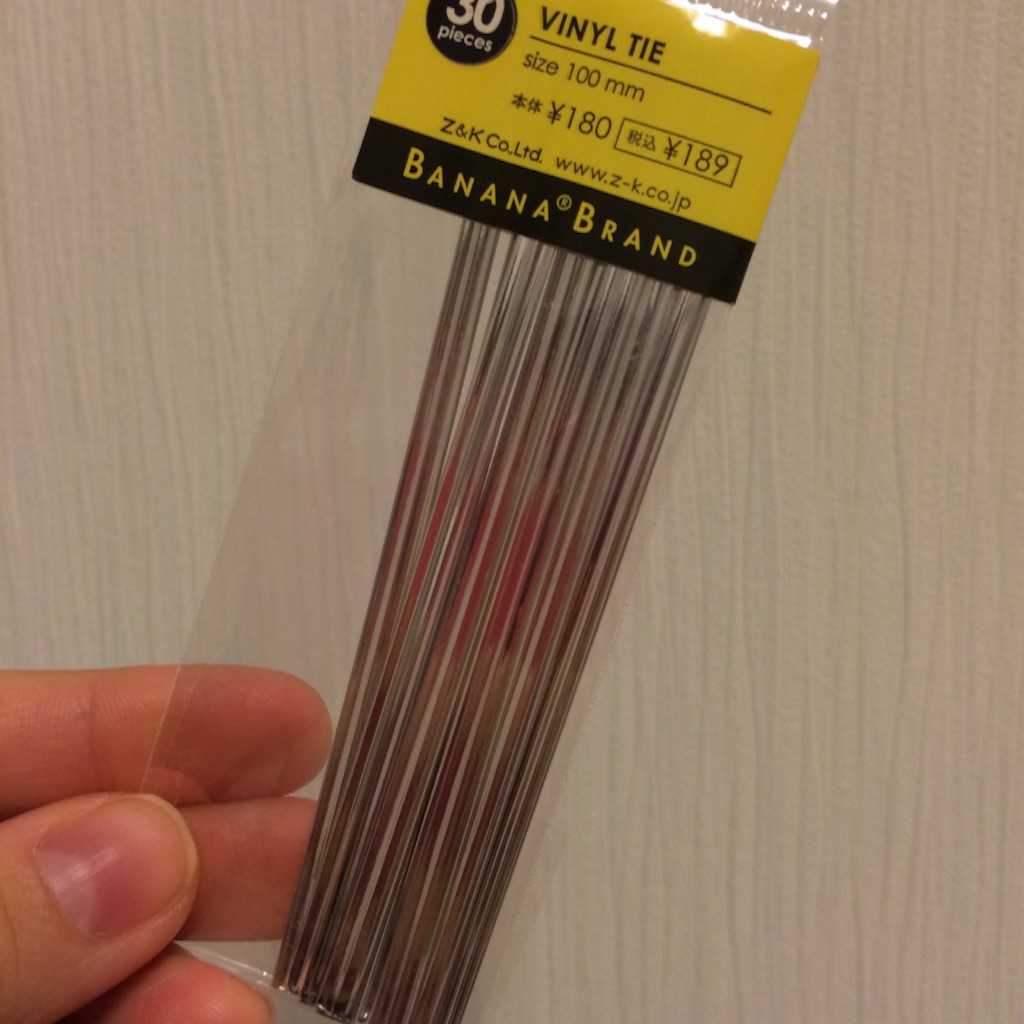 30
pieces
VINYL TIE
size 100 mm
本体 ¥180 税込 ¥189
Z&K Co.,Ltd. www.z-k.co.jp
BANANA® BRAND